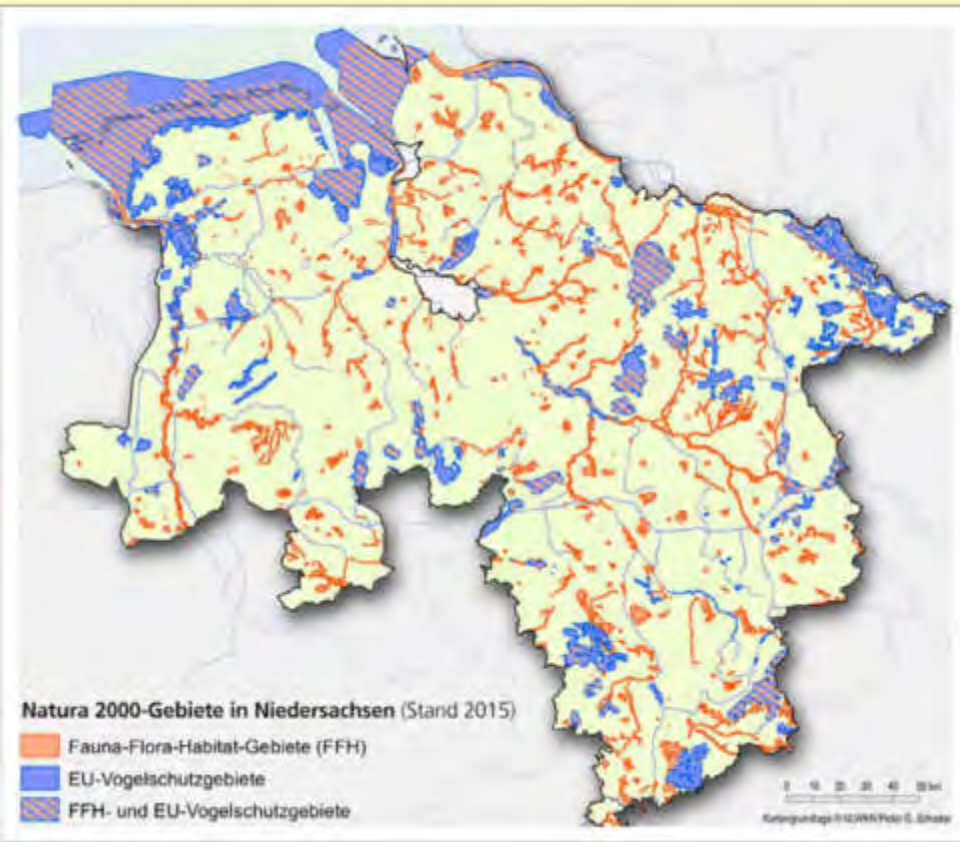 Natura 2000-Gebiete in Niedersachsen (Stand 2015)
Fauna-Flora-Habitat-Gebiete (FFH)
EU-Vogelschutzgebiete
FFH- und EU-Vogelschutzgebiete
0 10 20 30 40 50 km